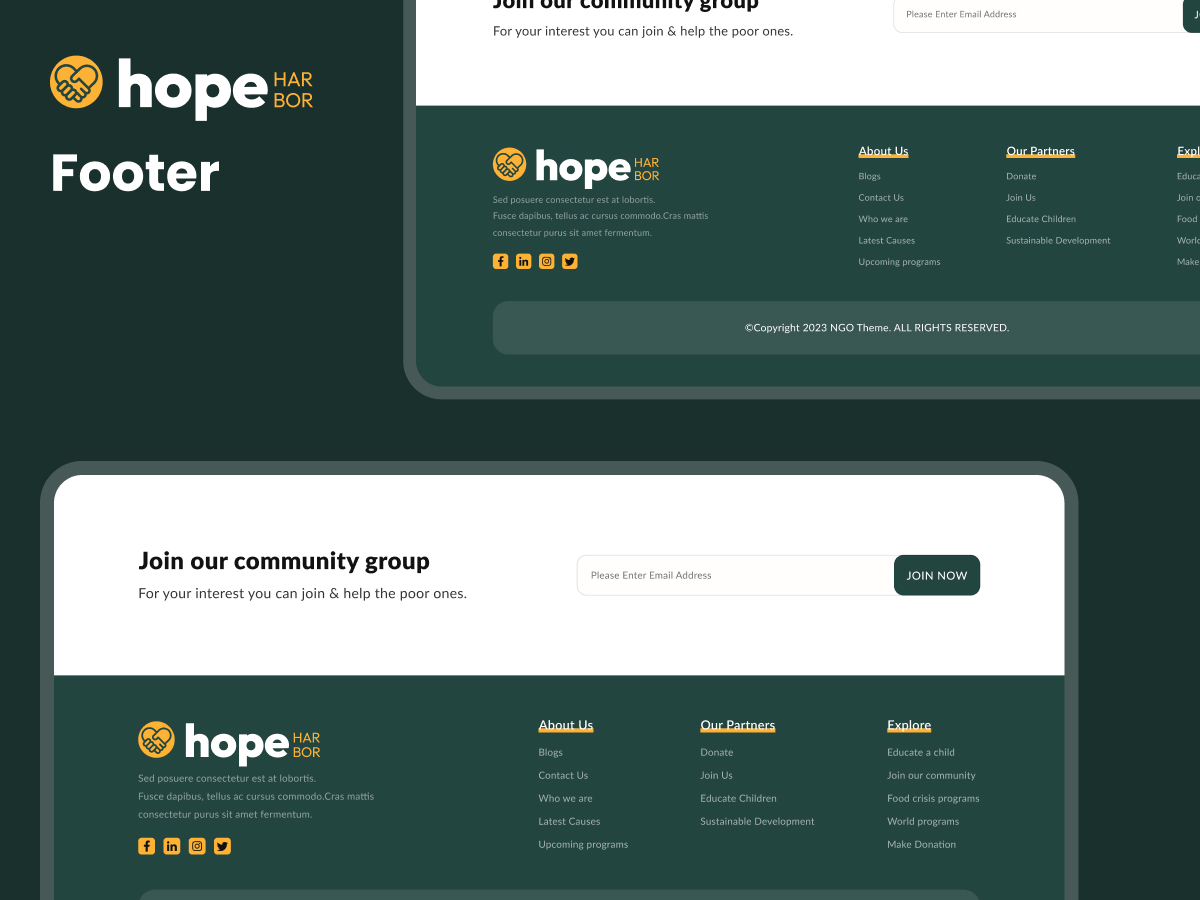 hope HAR
BOR
Footer
Join our community group
For your interest you can join & help the poor ones.
Please Enter Email Address
hope HAR
BOR
Sed posuere consectetur est at lobortis.
Fusce dapibus, tellus ac cursus commodo.Cras mattis
consectetur purus sit amet fermentum.
About Us
Blogs
Contact Us
Who we are
Latest Causes
Upcoming programs
Our Partners
Donate
Join Us
Educate Children
Sustainable Development
Expl
Educa
Join o
Food
World
Make
©Copyright 2023 NGO Theme. ALL RIGHTS RESERVED.
Join our community group
For your interest you can join & help the poor ones.
Please Enter Email Address
JOIN NOW
hope HAR
BOR
Sed posuere consectetur est at lobortis.
Fusce dapibus, tellus ac cursus commodo.Cras mattis
consectetur purus sit amet fermentum.
About Us
Blogs
Contact Us
Who we are
Latest Causes
Upcoming programs
Our Partners
Donate
Join Us
Educate Children
Sustainable Development
Explore
Educate a child
Join our community
Food crisis programs
World programs
Make Donation